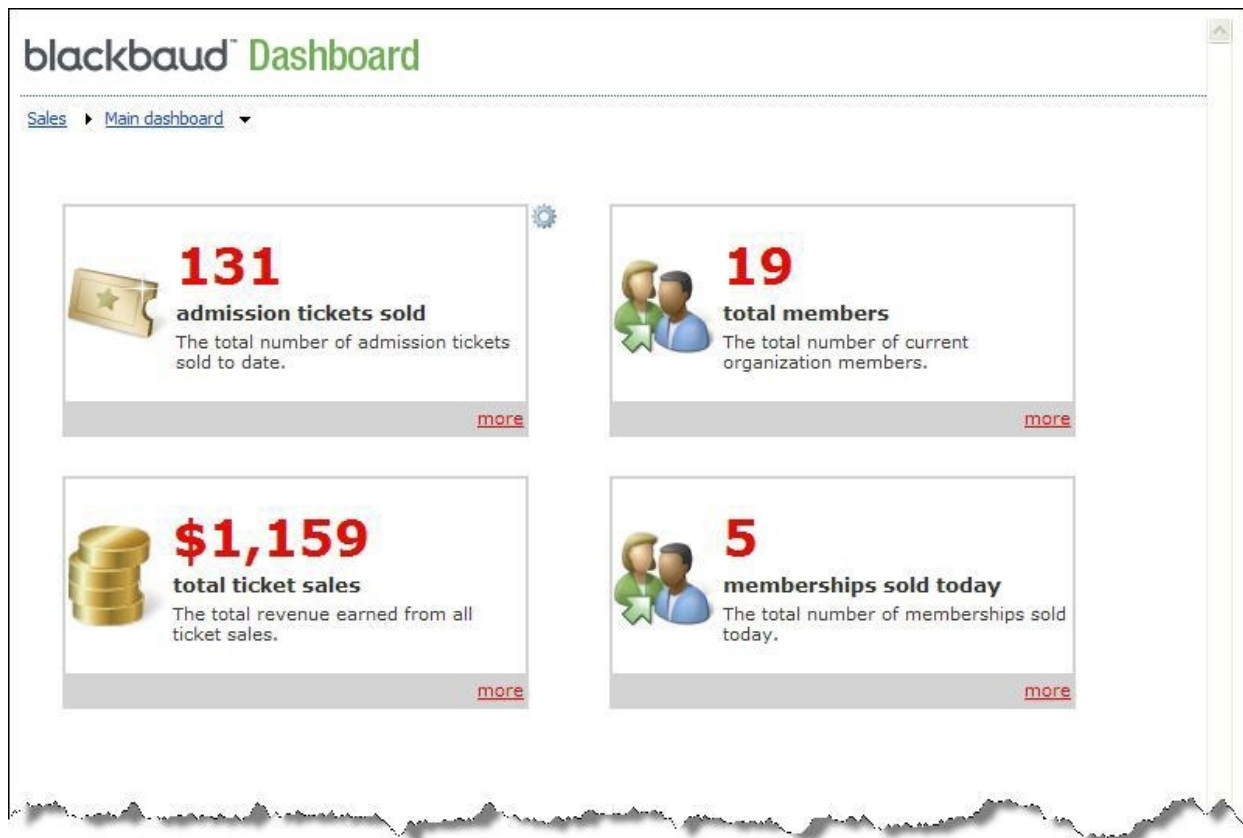 blackbaud™ Dashboard
Sales Main dashboard
131
admission tickets sold
The total number of admission tickets
sold to date.
more
19
total members
The total number of current
organization members.
more
$1,159
total ticket sales
The total revenue earned from all
ticket sales.
more
5
memberships sold today
The total number of memberships sold
today.
more